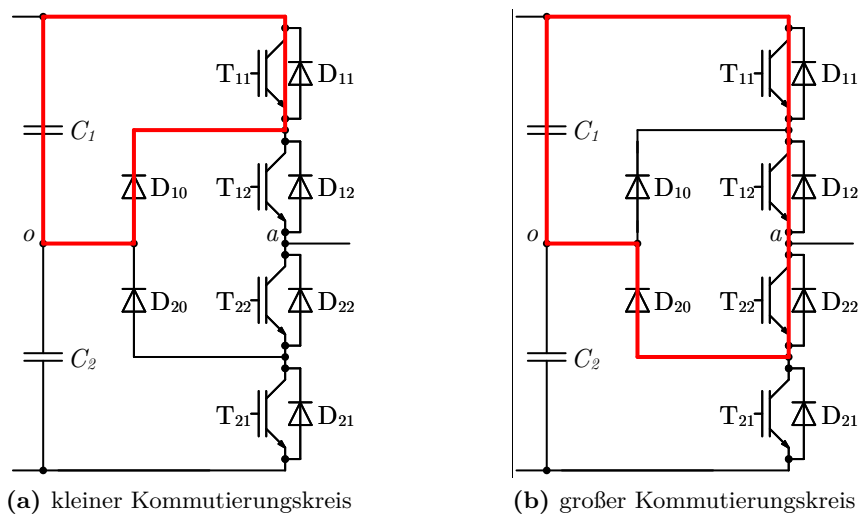 T11 D11
C1
D10 T12 D12
o a
D20 T22 D22
C2
T21 D21
(a) kleiner Kommutierungskreis
T11 D11
C1
D10 T12 D12
o a
D20 T22 D22
C2
T21 D21
(b) großer Kommutierungskreis